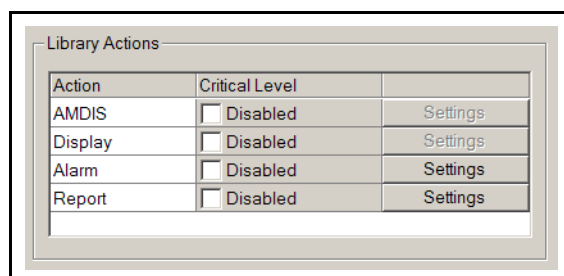 Library Actions
Action Critical Level
AMDIS Disabled Settings
Display Disabled Settings
Alarm Disabled Settings
Report Disabled Settings